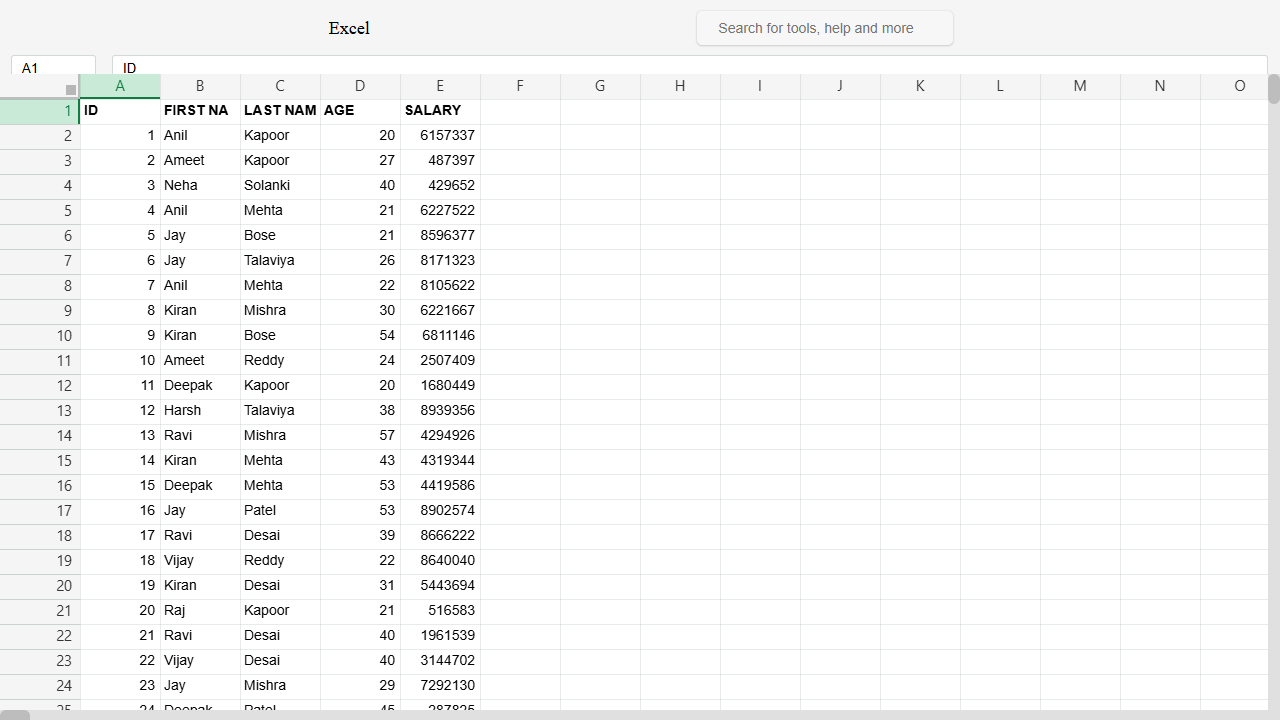 Excel
Search for tools, help and more
A1 ID
A B C D E F G H I J K L M N O
1 ID FIRST NA LAST NAM AGE SALARY
2 1 Anil Kapoor 20 6157337
3 2 Ameet Kapoor 27 487397
4 3 Neha Solanki 40 429652
5 4 Anil Mehta 21 6227522
6 5 Jay Bose 21 8596377
7 6 Jay Talaviya 26 8171323
8 7 Anil Mehta 22 8105622
9 8 Kiran Mishra 30 6221667
10 9 Kiran Bose 54 6811146
11 10 Ameet Reddy 24 2507409
12 11 Deepak Kapoor 20 1680449
13 12 Harsh Talaviya 38 8939356
14 13 Ravi Mishra 57 4294926
15 14 Kiran Mehta 43 4319344
16 15 Deepak Mehta 53 4419586
17 16 Jay Patel 53 8902574
18 17 Ravi Desai 39 8666222
19 18 Vijay Reddy 22 8640040
20 19 Kiran Desai 31 5443694
21 20 Raj Kapoor 21 516583
22 21 Ravi Desai 40 1961539
23 22 Vijay Desai 40 3144702
24 23 Jay Mishra 29 7292130
25 24 Deepak Patel 45